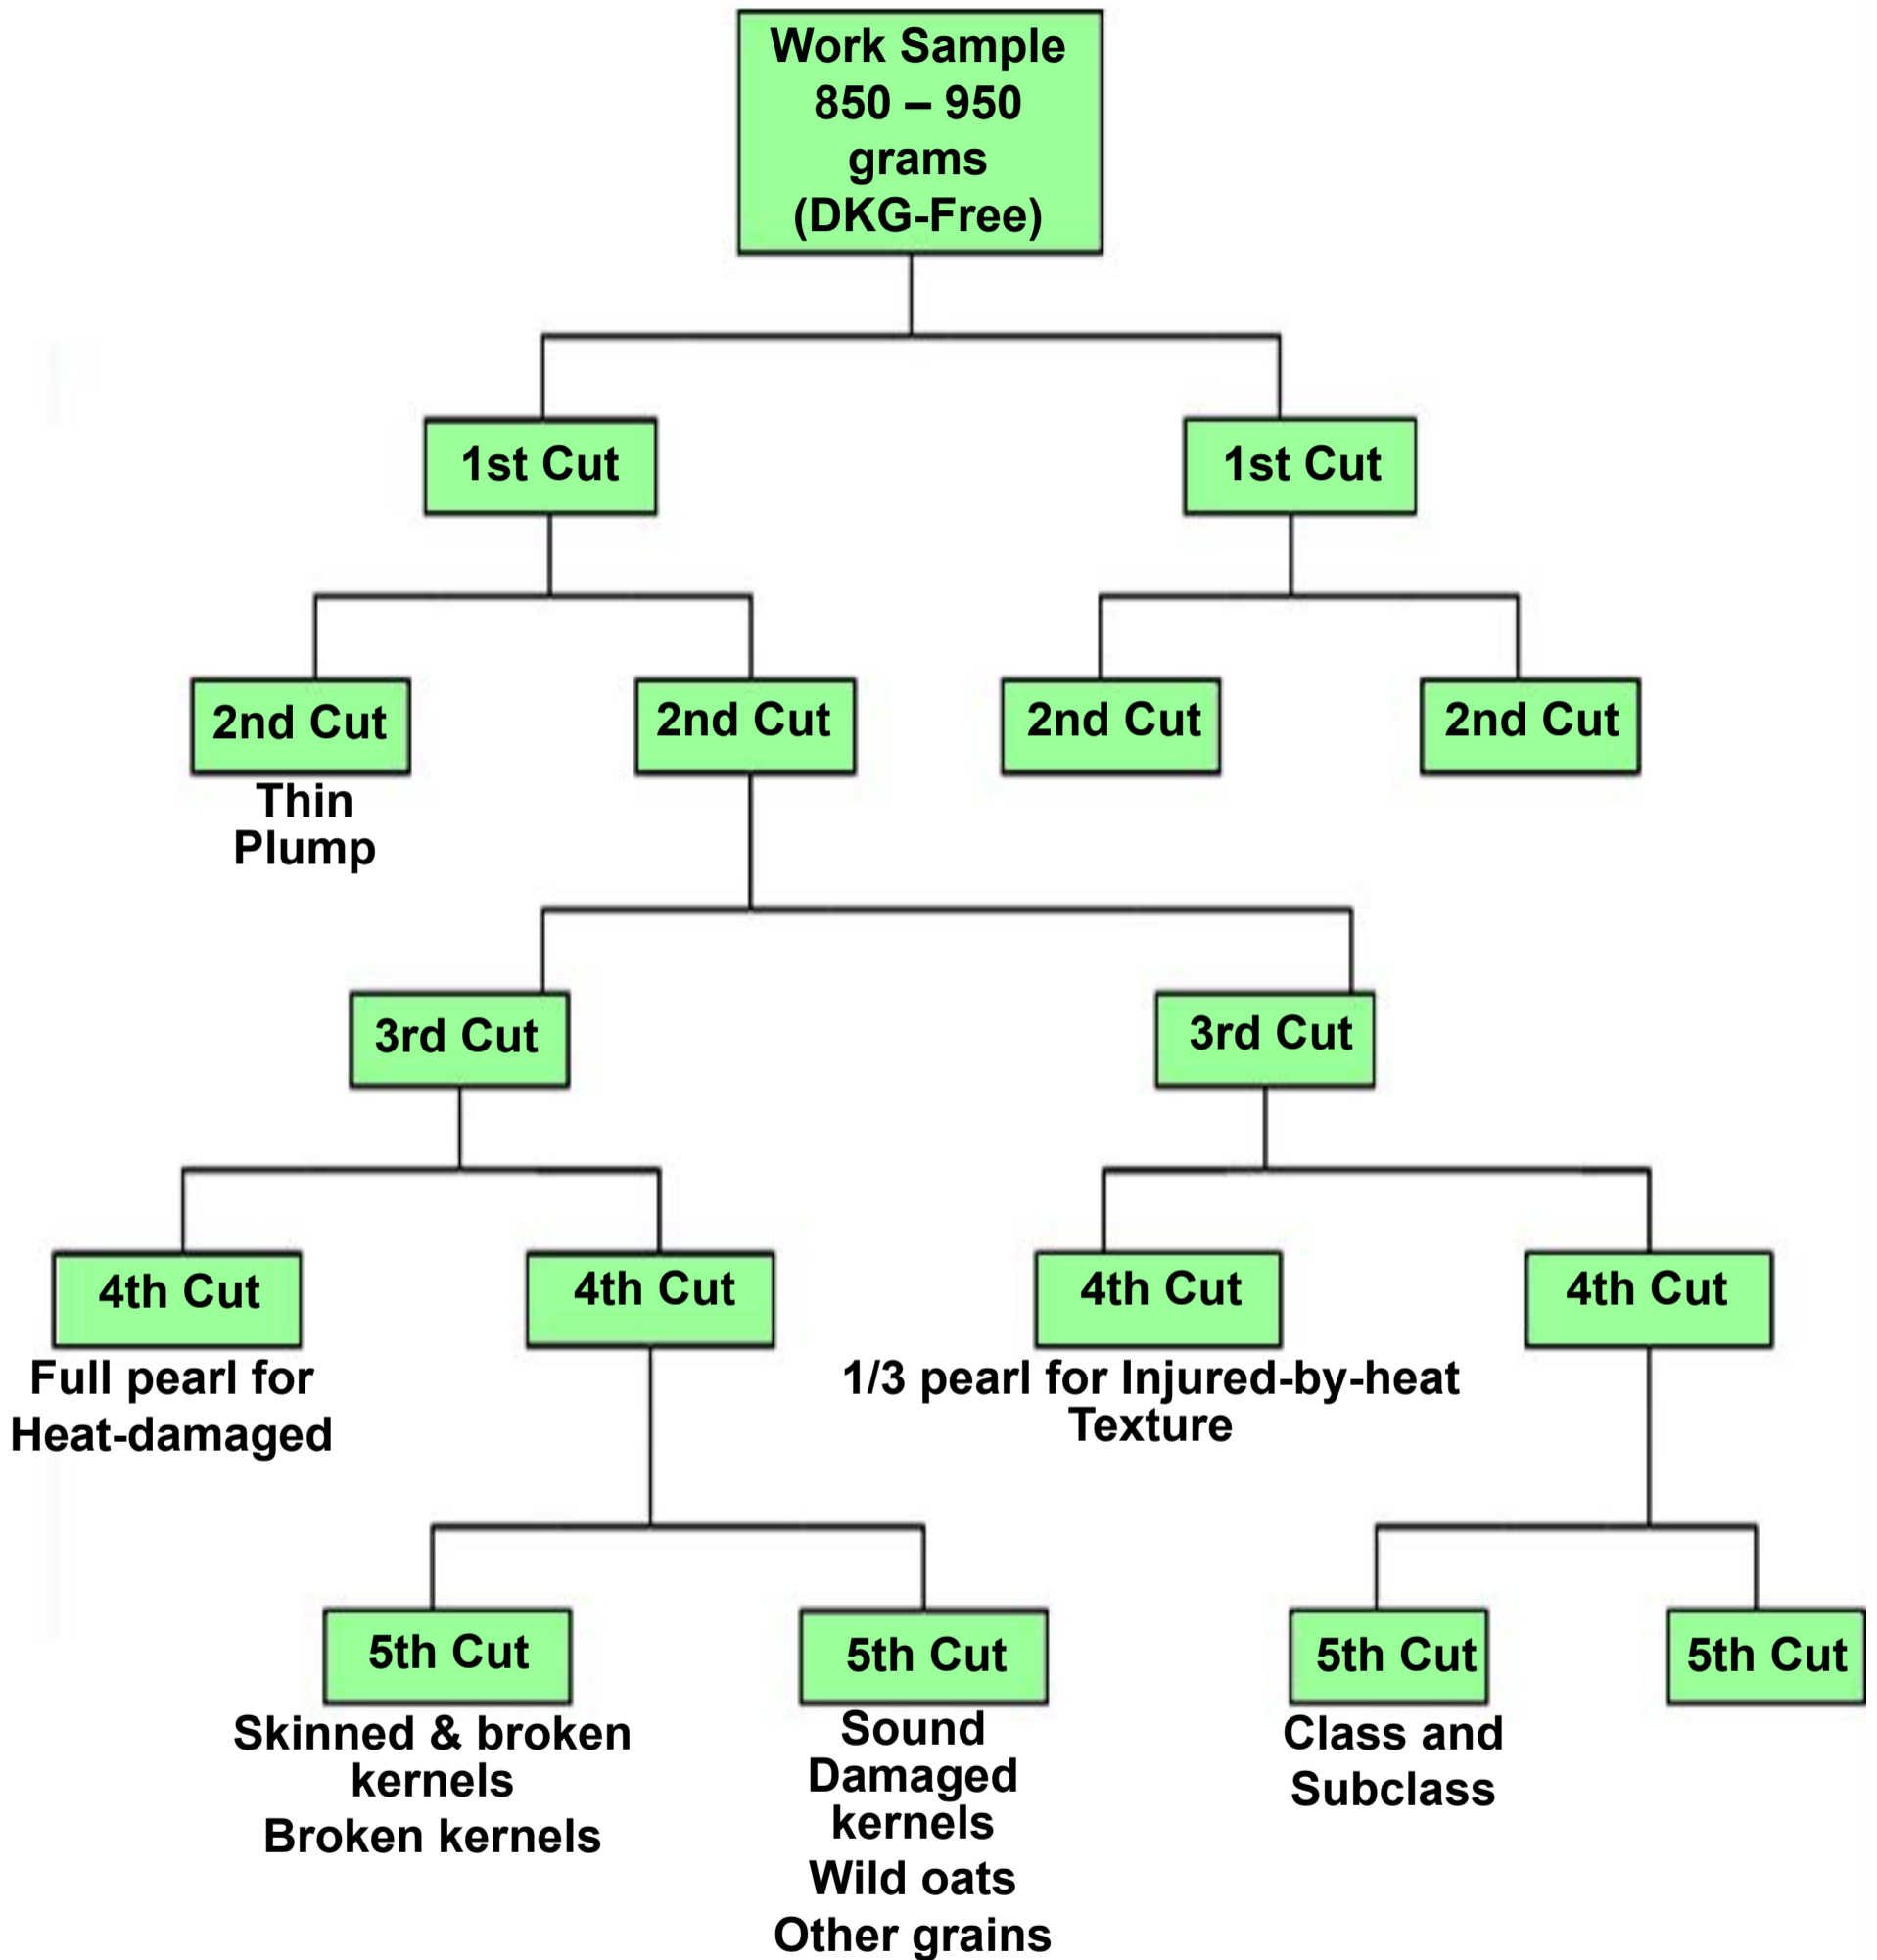 Work Sample
850 – 950
grams
(DKG-Free)
1st Cut
1st Cut
2nd Cut
2nd Cut
2nd Cut
2nd Cut
Thin
Plump
3rd Cut
3rd Cut
4th Cut
4th Cut
4th Cut
4th Cut
Full pearl for
Heat-damaged
1/3 pearl for Injured-by-heat
Texture
5th Cut
5th Cut
5th Cut
5th Cut
Skinned & broken
kernels
Broken kernels
Sound
Damaged
kernels
Wild oats
Other grains
Class and
Subclass